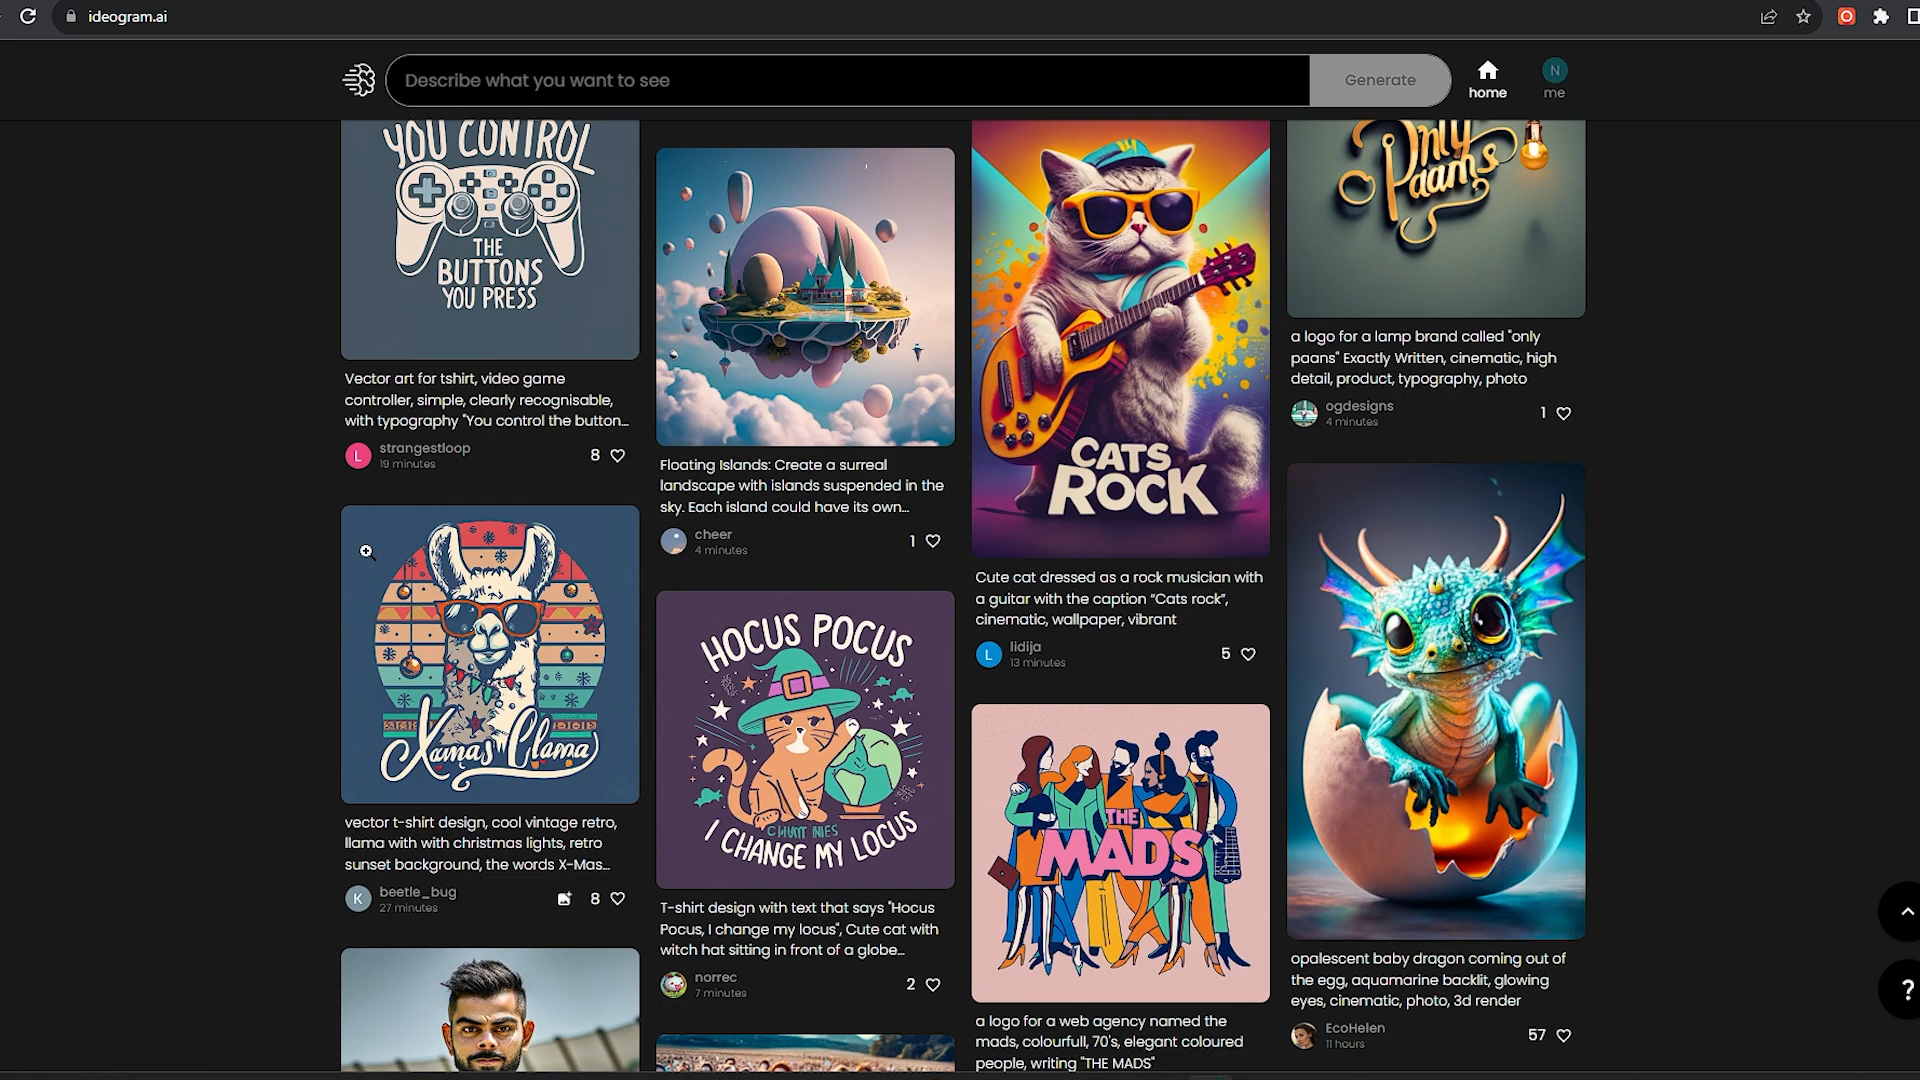 ideogram.ai
Describe what you want to see
Generate
home
N
me
YOU CONTROL
THE
BUTTONS
YOU PRESS
Vector art for tshirt, video game
controller, simple, clearly recognisable,
with typography "You control the button...
L
strangestloop
19 minutes
8
Xamas Clama
vector t-shirt design, cool vintage retro,
llama with with christmas lights, retro
sunset background, the words X-Mas...
K
beetle_bug
27 minutes
8
Floating Islands: Create a surreal
landscape with islands suspended in the
sky. Each island could have its own...
cheer
4 minutes
1
HOCUS POCUS
I CHANGE MY LOCUS
T-shirt design with text that says "Hocus
Pocus, I change my locus", Cute cat with
witch hat sitting in front of a globe...
norrec
7 minutes
2
CATS
ROCK
Cute cat dressed as a rock musician with
a guitar with the caption “Cats rock”,
cinematic, wallpaper, vibrant
L
lidija
13 minutes
5
THE
MADS
a logo for a web agency named the
mads, colourfull, 70's, elegant coloured
people, writing "THE MADS"
Only
Paams
a logo for a lamp brand called "only
paans" Exactly Written, cinematic, high
detail, product, typography, photo
ogdesigns
4 minutes
1
opalescent baby dragon coming out of
the egg, aquamarine backlit, glowing
eyes, cinematic, photo, 3d render
EcoHelen
11 hours
57
?